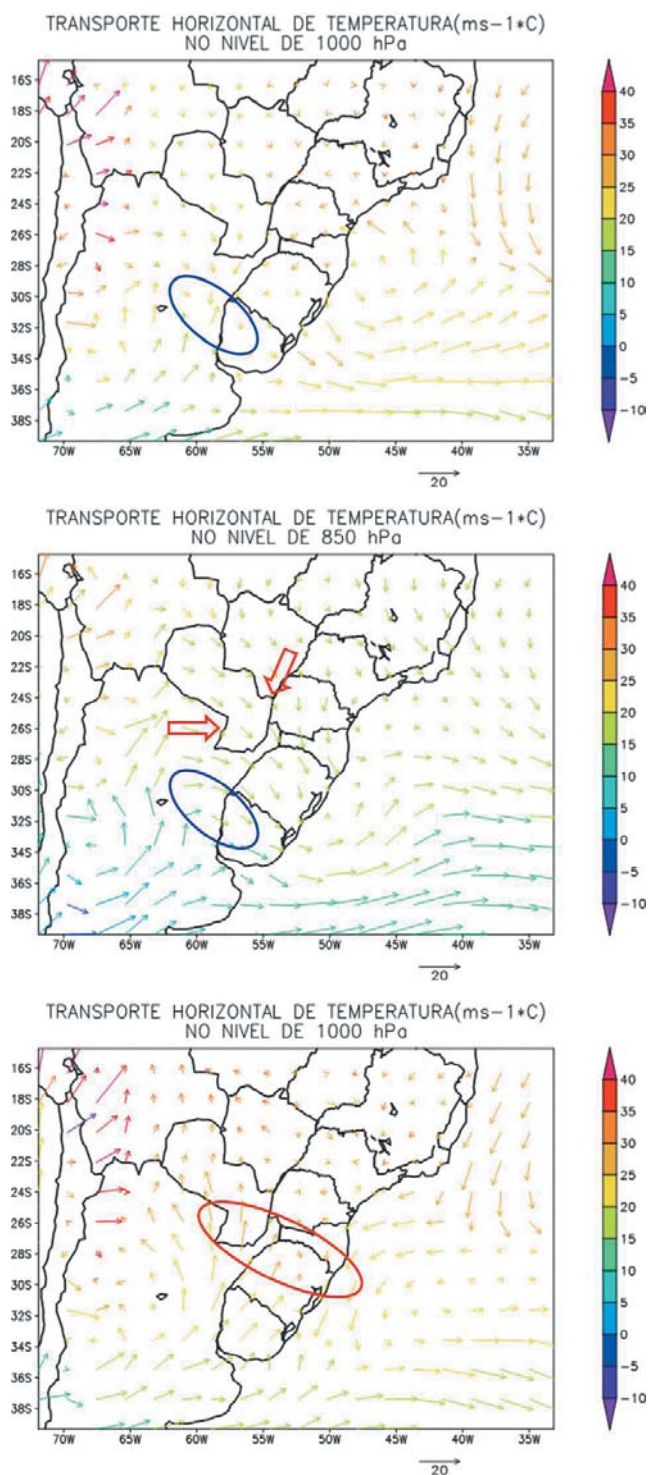 TRANSPORTE HORIZONTAL DE TEMPERATURA(ms-1*C)
NO NIVEL DE 1000 hPa
16S
18S
20S
22S
24S
26S
28S
30S
32S
34S
36S
38S
70W 65W 60W 55W 50W 45W 40W 35W
20
40
35
30
25
20
15
10
5
0
-5
-10
TRANSPORTE HORIZONTAL DE TEMPERATURA(ms-1*C)
NO NIVEL DE 850 hPa
16S
18S
20S
22S
24S
26S
28S
30S
32S
34S
36S
38S
70W 65W 60W 55W 50W 45W 40W 35W
20
40
35
30
25
20
15
10
5
0
-5
-10
TRANSPORTE HORIZONTAL DE TEMPERATURA(ms-1*C)
NO NIVEL DE 1000 hPa
16S
18S
20S
22S
24S
26S
28S
30S
32S
34S
36S
38S
70W 65W 60W 55W 50W 45W 40W 35W
20
40
35
30
25
20
15
10
5
0
-5
-10